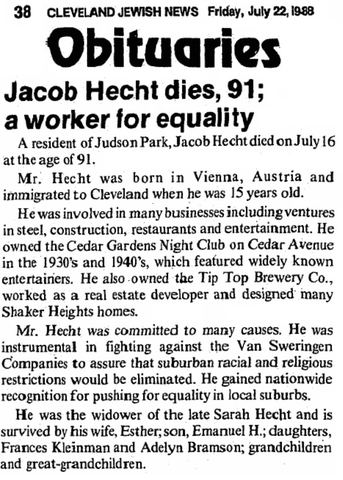 38 CLEVELAND JEWISH NEWS Friday, July 22, 1988
Obituaries
Jacob Hecht dies, 91;
a worker for equality
A resident of Judson Park, Jacob Hecht died on July 16
at the age of 91.
Mr. Hecht was born in Vienna, Austria and
immigrated to Cleveland when he was 15 years old.
He was involved in many businesses including ventures
in steel, construction, restaurants and entertainment. He
owned the Cedar Gardens Night Club on Cedar Avenue
in the 1930's and 1940's, which featured widely known
entertainers. He also owned the Tip Top Brewery Co.,
worked as a real estate developer and designed many
Shaker Heights homes.
Mr. Hecht was committed to many causes. He was
instrumental in fighting against the Van Sweringen
Companies to assure that suburban racial and religious
restrictions would be eliminated. He gained nationwide
recognition for pushing for equality in local suburbs.
He was the widower of the late Sarah Hecht and is
survived by his wife, Esther; son, Emanuel H.; daughters,
Frances Kleinman and Adelyn Bramson; grandchildren
and great-grandchildren.